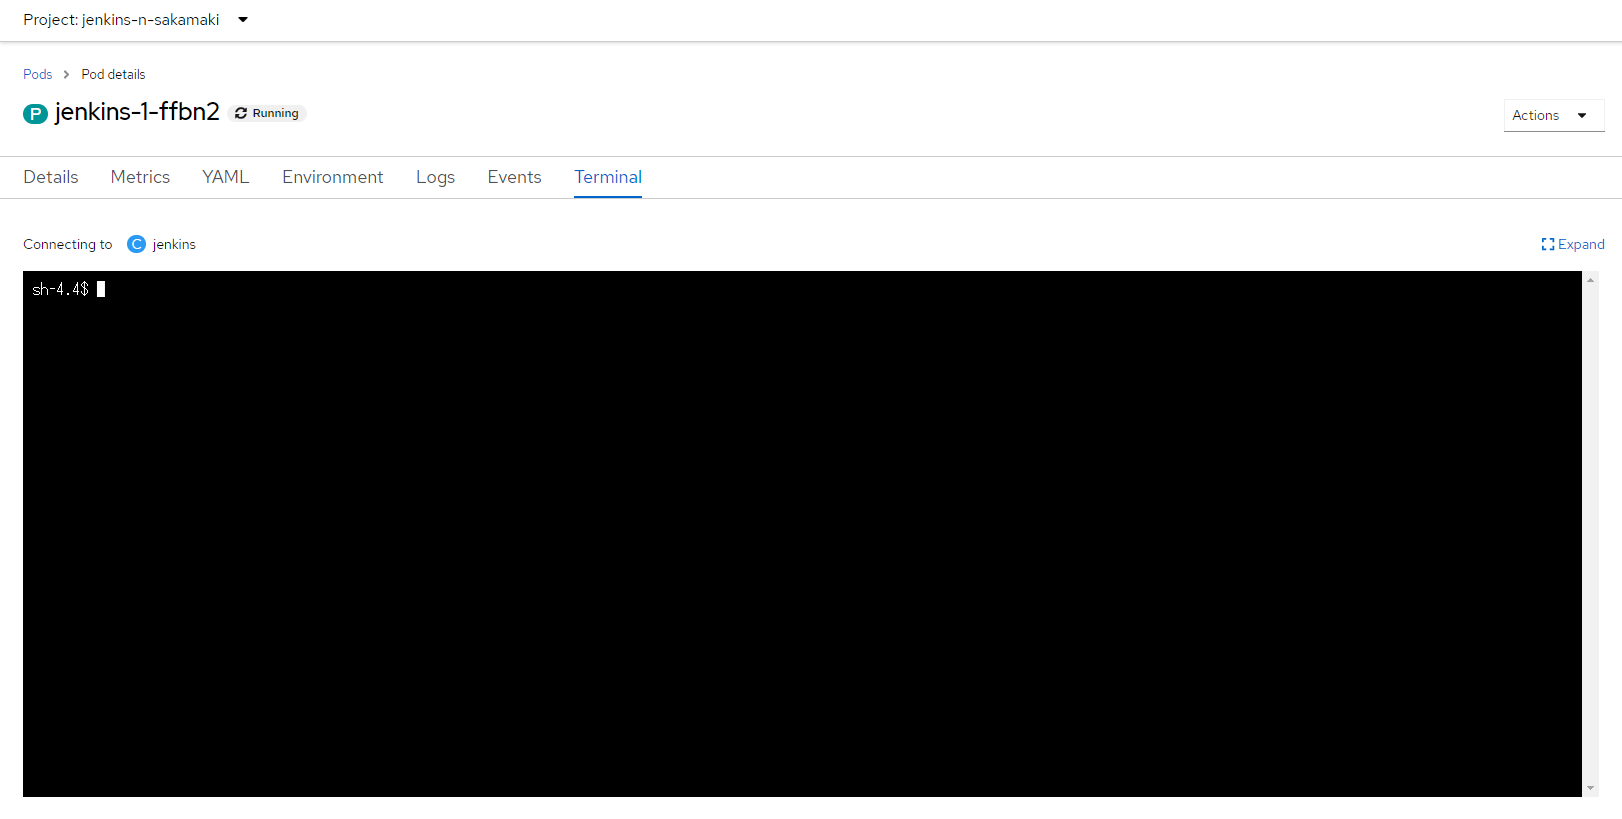 Project: jenkins-n-sakamaki
Pods > Pod details
P jenkins-1-ffbn2 Running
Actions
Details Metrics YAML Environment Logs Events Terminal
Connecting to C jenkins
Expand
sh-4.4$